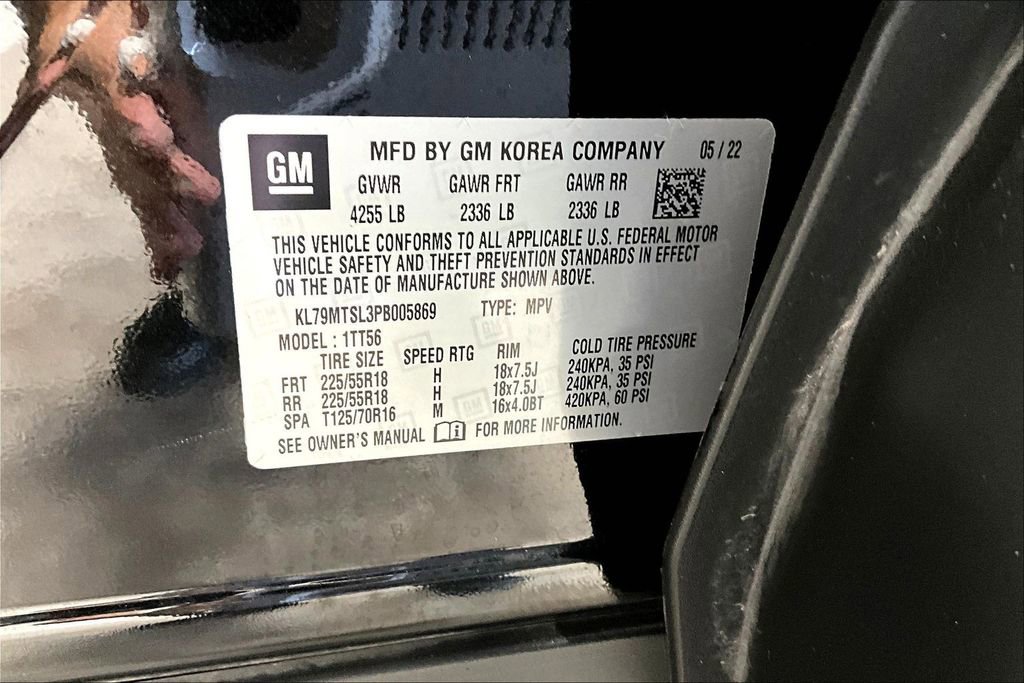 GM
MFD BY GM KOREA COMPANY 05 / 22
GVWR GAWR FRT GAWR RR
4255 LB 2336 LB 2336 LB
THIS VEHICLE CONFORMS TO ALL APPLICABLE U.S. FEDERAL MOTOR
VEHICLE SAFETY AND THEFT PREVENTION STANDARDS IN EFFECT
ON THE DATE OF MANUFACTURE SHOWN ABOVE.
KL79MTSL3PB005869 TYPE: MPV
MODEL : 1TT56
TIRE SIZE SPEED RTG RIM COLD TIRE PRESSURE
FRT 225/55R18 H 18x7.5J 240KPA, 35 PSI
RR 225/55R18 H 18x7.5J 240KPA, 35 PSI
SPA T125/70R16 M 16x4.0BT 420KPA, 60 PSI
SEE OWNER'S MANUAL FOR MORE INFORMATION.